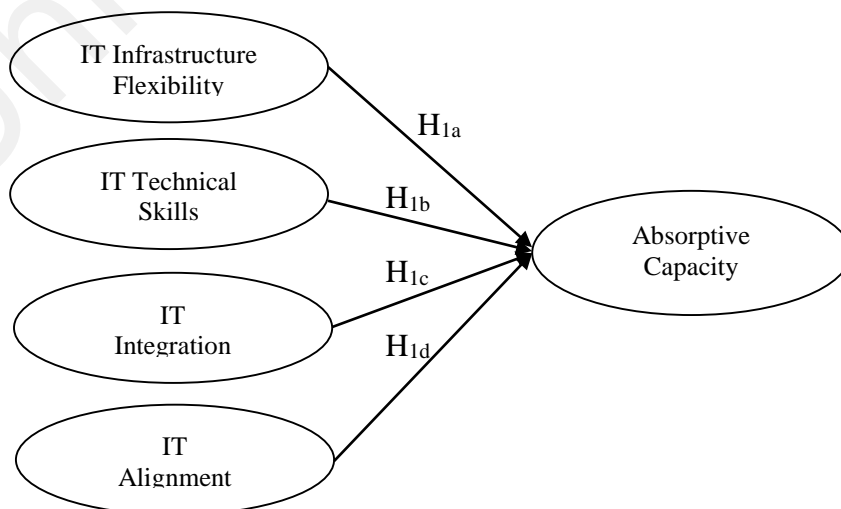 IT Infrastructure
Flexibility
H1a
IT Technical
Skills
H1b
Absorptive
Capacity
H1c
IT
Integration
H1d
IT
Alignment